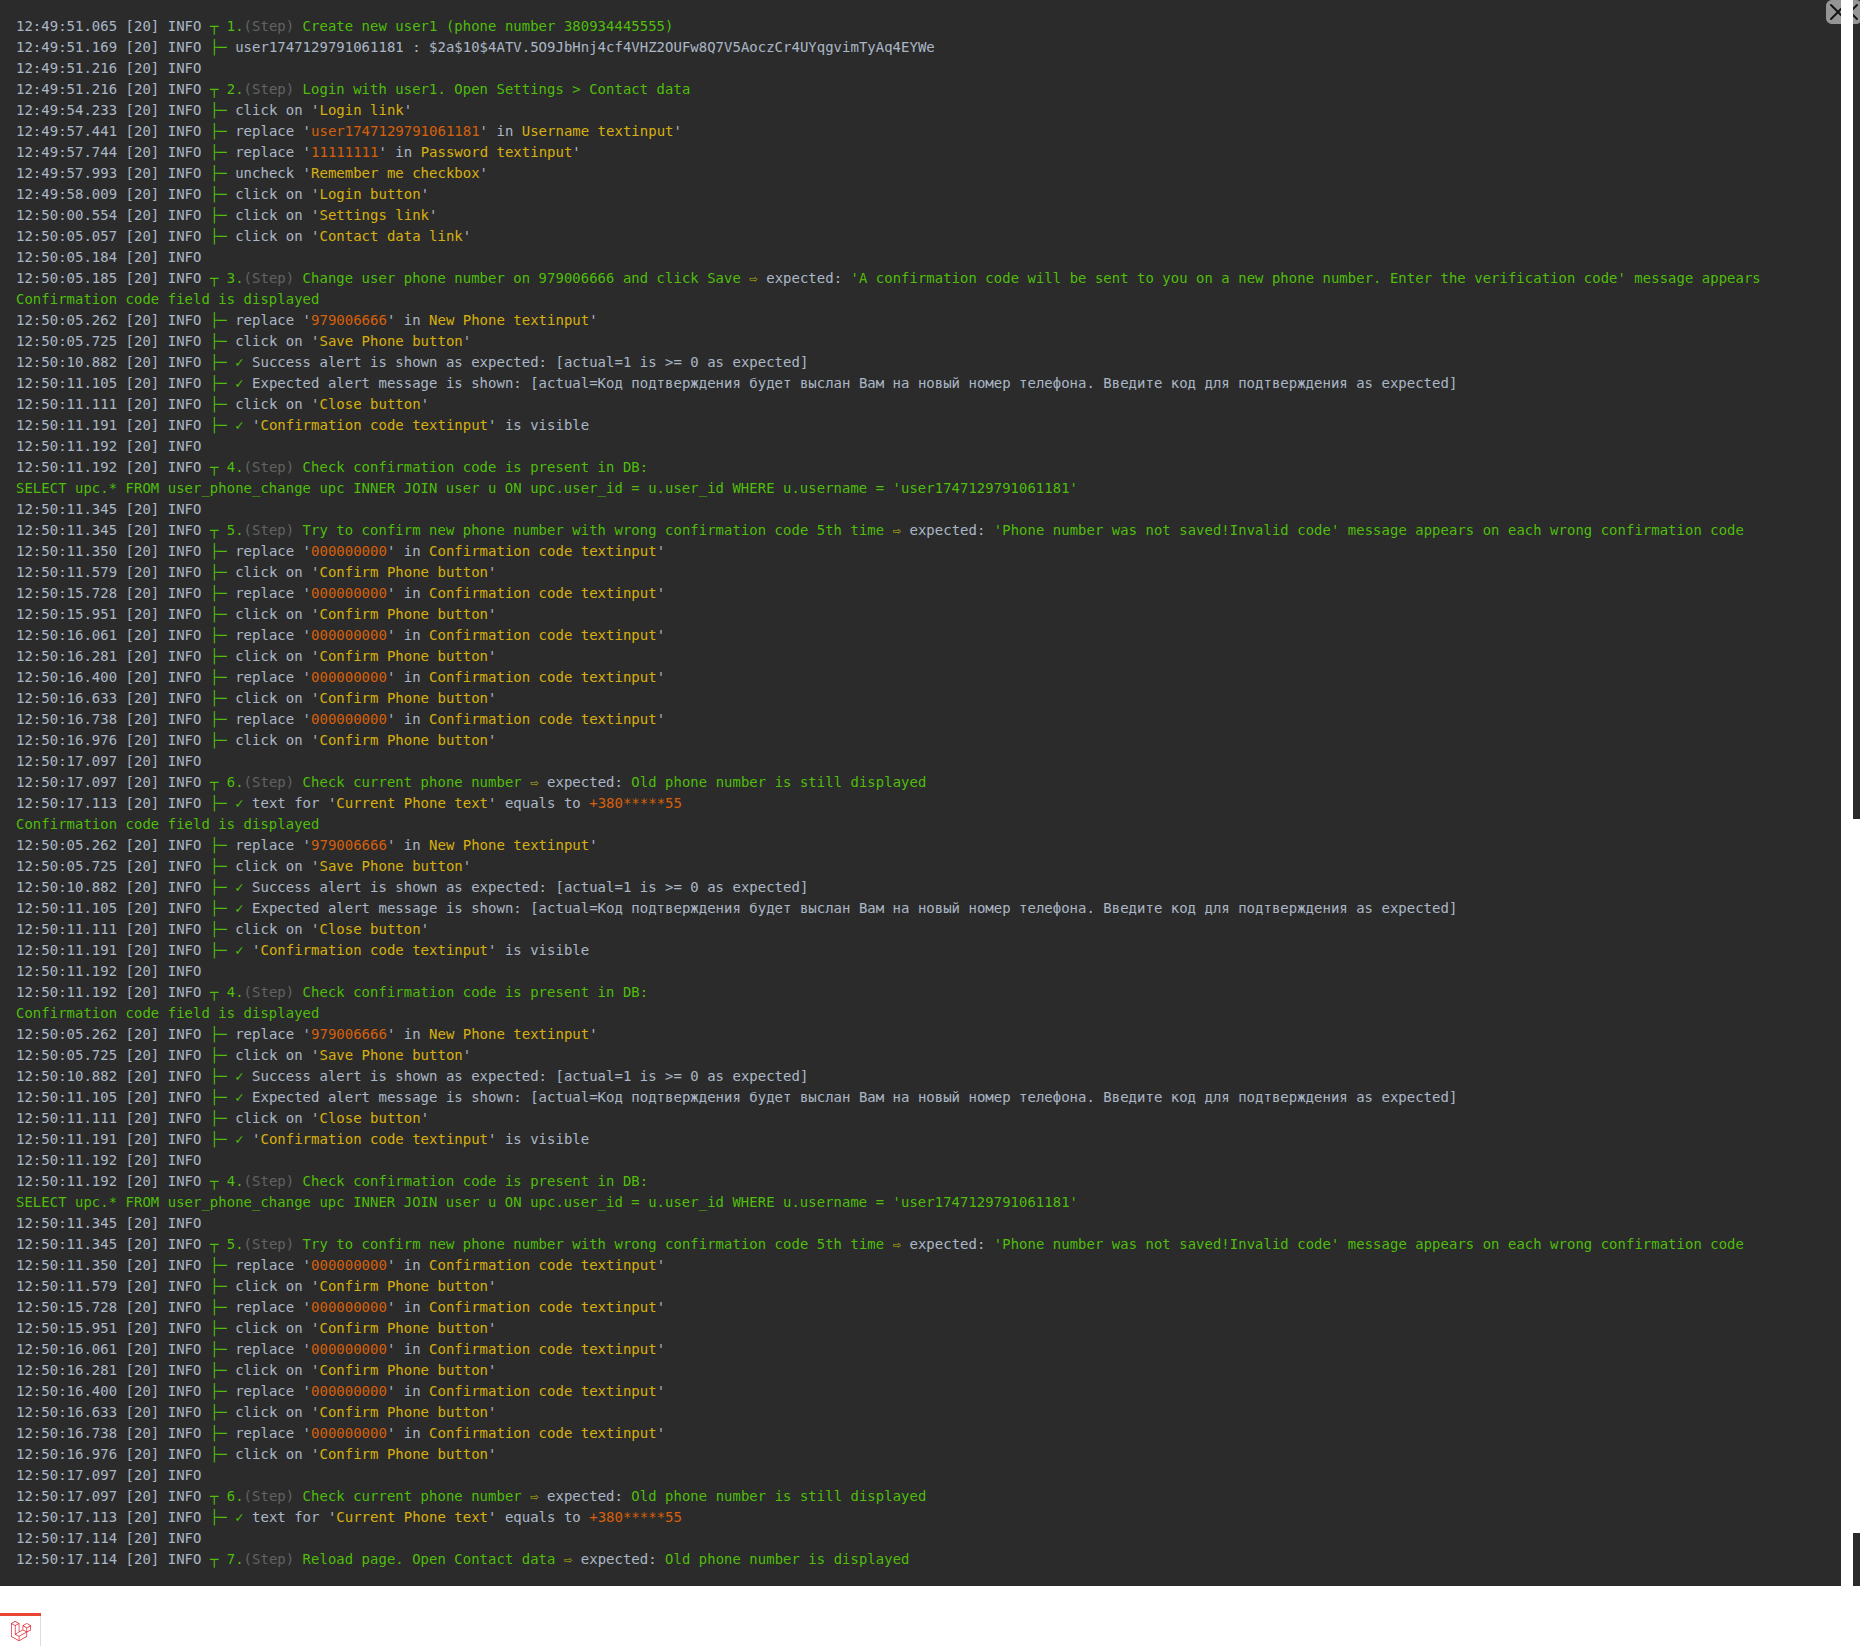 12:49:51.065 [20] INFO ┬ 1.(Step) Create new user1 (phone number 380934445555)
12:49:51.169 [20] INFO ├─ user1747129791061181 : $2a$10$4ATV.5O9JbHnj4cf4VHZ2OUFw8Q7V5AoczCr4UYqgvimTyAq4EYWe
12:49:51.216 [20] INFO
12:49:51.216 [20] INFO ┬ 2.(Step) Login with user1. Open Settings > Contact data
12:49:54.233 [20] INFO ├─ click on 'Login link'
12:49:57.441 [20] INFO ├─ replace 'user1747129791061181' in Username textinput'
12:49:57.744 [20] INFO ├─ replace '11111111' in Password textinput'
12:49:57.993 [20] INFO ├─ uncheck 'Remember me checkbox'
12:49:58.009 [20] INFO ├─ click on 'Login button'
12:50:00.554 [20] INFO ├─ click on 'Settings link'
12:50:05.057 [20] INFO ├─ click on 'Contact data link'
12:50:05.184 [20] INFO
12:50:05.185 [20] INFO ┬ 3.(Step) Change user phone number on 979006666 and click Save ⇨ expected: 'A confirmation code will be sent to you on a new phone number. Enter the verification code' message appears
Confirmation code field is displayed
12:50:05.262 [20] INFO ├─ replace '979006666' in New Phone textinput'
12:50:05.725 [20] INFO ├─ click on 'Save Phone button'
12:50:10.882 [20] INFO ├─ ✓ Success alert is shown as expected: [actual=1 is >= 0 as expected]
12:50:11.105 [20] INFO ├─ ✓ Expected alert message is shown: [actual=Код подтверждения будет выслан Вам на новый номер телефона. Введите код для подтверждения as expected]
12:50:11.111 [20] INFO ├─ click on 'Close button'
12:50:11.191 [20] INFO ├─ ✓ 'Confirmation code textinput' is visible
12:50:11.192 [20] INFO
12:50:11.192 [20] INFO ┬ 4.(Step) Check confirmation code is present in DB:
SELECT upc.* FROM user_phone_change upc INNER JOIN user u ON upc.user_id = u.user_id WHERE u.username = 'user1747129791061181'
12:50:11.345 [20] INFO
12:50:11.345 [20] INFO ┬ 5.(Step) Try to confirm new phone number with wrong confirmation code 5th time ⇨ expected: 'Phone number was not saved!Invalid code' message appears on each wrong confirmation code
12:50:11.350 [20] INFO ├─ replace '000000000' in Confirmation code textinput'
12:50:11.579 [20] INFO ├─ click on 'Confirm Phone button'
12:50:15.728 [20] INFO ├─ replace '000000000' in Confirmation code textinput'
12:50:15.951 [20] INFO ├─ click on 'Confirm Phone button'
12:50:16.061 [20] INFO ├─ replace '000000000' in Confirmation code textinput'
12:50:16.281 [20] INFO ├─ click on 'Confirm Phone button'
12:50:16.400 [20] INFO ├─ replace '000000000' in Confirmation code textinput'
12:50:16.633 [20] INFO ├─ click on 'Confirm Phone button'
12:50:16.738 [20] INFO ├─ replace '000000000' in Confirmation code textinput'
12:50:16.976 [20] INFO ├─ click on 'Confirm Phone button'
12:50:17.097 [20] INFO
12:50:17.097 [20] INFO ┬ 6.(Step) Check current phone number ⇨ expected: Old phone number is still displayed
12:50:17.113 [20] INFO ├─ ✓ text for 'Current Phone text' equals to +380*****55
Confirmation code field is displayed
12:50:05.262 [20] INFO ├─ replace '979006666' in New Phone textinput'
12:50:05.725 [20] INFO ├─ click on 'Save Phone button'
12:50:10.882 [20] INFO ├─ ✓ Success alert is shown as expected: [actual=1 is >= 0 as expected]
12:50:11.105 [20] INFO ├─ ✓ Expected alert message is shown: [actual=Код подтверждения будет выслан Вам на новый номер телефона. Введите код для подтверждения as expected]
12:50:11.111 [20] INFO ├─ click on 'Close button'
12:50:11.191 [20] INFO ├─ ✓ 'Confirmation code textinput' is visible
12:50:11.192 [20] INFO
12:50:11.192 [20] INFO ┬ 4.(Step) Check confirmation code is present in DB:
Confirmation code field is displayed
12:50:05.262 [20] INFO ├─ replace '979006666' in New Phone textinput'
12:50:05.725 [20] INFO ├─ click on 'Save Phone button'
12:50:10.882 [20] INFO ├─ ✓ Success alert is shown as expected: [actual=1 is >= 0 as expected]
12:50:11.105 [20] INFO ├─ ✓ Expected alert message is shown: [actual=Код подтверждения будет выслан Вам на новый номер телефона. Введите код для подтверждения as expected]
12:50:11.111 [20] INFO ├─ click on 'Close button'
12:50:11.191 [20] INFO ├─ ✓ 'Confirmation code textinput' is visible
12:50:11.192 [20] INFO
12:50:11.192 [20] INFO ┬ 4.(Step) Check confirmation code is present in DB:
SELECT upc.* FROM user_phone_change upc INNER JOIN user u ON upc.user_id = u.user_id WHERE u.username = 'user1747129791061181'
12:50:11.345 [20] INFO
12:50:11.345 [20] INFO ┬ 5.(Step) Try to confirm new phone number with wrong confirmation code 5th time ⇨ expected: 'Phone number was not saved!Invalid code' message appears on each wrong confirmation code
12:50:11.350 [20] INFO ├─ replace '000000000' in Confirmation code textinput'
12:50:11.579 [20] INFO ├─ click on 'Confirm Phone button'
12:50:15.728 [20] INFO ├─ replace '000000000' in Confirmation code textinput'
12:50:15.951 [20] INFO ├─ click on 'Confirm Phone button'
12:50:16.061 [20] INFO ├─ replace '000000000' in Confirmation code textinput'
12:50:16.281 [20] INFO ├─ click on 'Confirm Phone button'
12:50:16.400 [20] INFO ├─ replace '000000000' in Confirmation code textinput'
12:50:16.633 [20] INFO ├─ click on 'Confirm Phone button'
12:50:16.738 [20] INFO ├─ replace '000000000' in Confirmation code textinput'
12:50:16.976 [20] INFO ├─ click on 'Confirm Phone button'
12:50:17.097 [20] INFO
12:50:17.097 [20] INFO ┬ 6.(Step) Check current phone number ⇨ expected: Old phone number is still displayed
12:50:17.113 [20] INFO ├─ ✓ text for 'Current Phone text' equals to +380*****55
12:50:17.114 [20] INFO
12:50:17.114 [20] INFO ┬ 7.(Step) Reload page. Open Contact data ⇨ expected: Old phone number is displayed